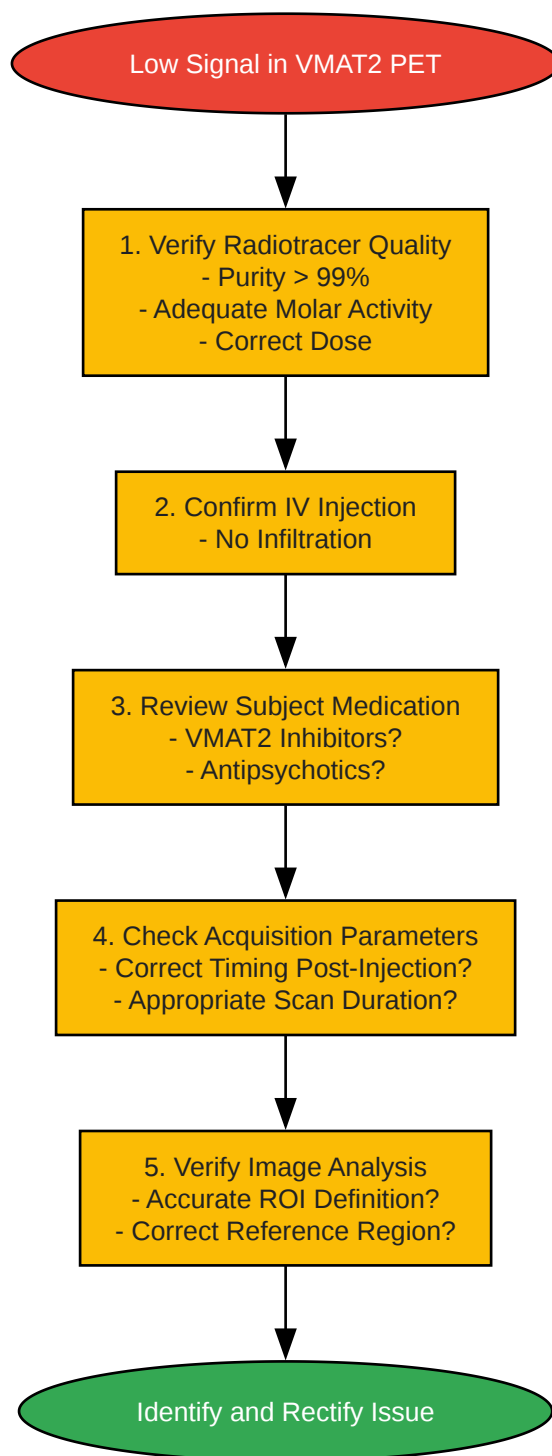 Low Signal in VMAT2 PET
1. Verify Radiotracer Quality
- Purity > 99%
- Adequate Molar Activity
- Correct Dose
2. Confirm IV Injection
- No Infiltration
3. Review Subject Medication
- VMAT2 Inhibitors?
- Antipsychotics?
4. Check Acquisition Parameters
- Correct Timing Post-Injection?
- Appropriate Scan Duration?
5. Verify Image Analysis
- Accurate ROI Definition?
- Correct Reference Region?
Identify and Rectify Issue